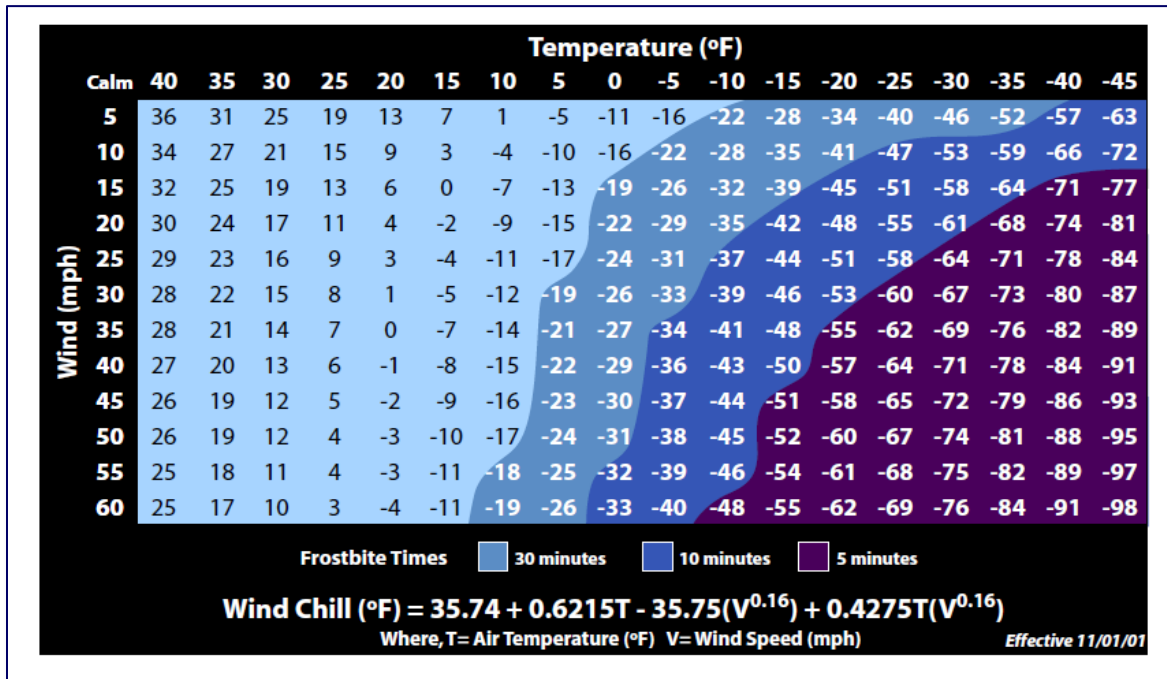 Temperature (ºF)
Calm 40 35 30 25 20 15 10 5 0 -5 -10 -15 -20 -25 -30 -35 -40 -45
5 36 31 25 19 13 7 1 -5 -11 -16 -22 -28 -34 -40 -46 -52 -57 -63
10 34 27 21 15 9 3 -4 -10 -16 -22 -28 -35 -41 -47 -53 -59 -66 -72
15 32 25 19 13 6 0 -7 -13 -19 -26 -32 -39 -45 -51 -58 -64 -71 -77
20 30 24 17 11 4 -2 -9 -15 -22 -29 -35 -42 -48 -55 -61 -68 -74 -81
25 29 23 16 9 3 -4 -11 -17 -24 -31 -37 -44 -51 -58 -64 -71 -78 -84
30 28 22 15 8 1 -5 -12 -19 -26 -33 -39 -46 -53 -60 -67 -73 -80 -87
35 28 21 14 7 0 -7 -14 -21 -27 -34 -41 -48 -55 -62 -69 -76 -82 -89
40 27 20 13 6 -1 -8 -15 -22 -29 -36 -43 -50 -57 -64 -71 -78 -84 -91
45 26 19 12 5 -2 -9 -16 -23 -30 -37 -44 -51 -58 -65 -72 -79 -86 -93
50 26 19 12 4 -3 -10 -17 -24 -31 -38 -45 -52 -60 -67 -74 -81 -88 -95
55 25 18 11 4 -3 -11 -18 -25 -32 -39 -46 -54 -61 -68 -75 -82 -89 -97
60 25 17 10 3 -4 -11 -19 -26 -33 -40 -48 -55 -62 -69 -76 -84 -91 -98
Wind (mph)
Frostbite Times 30 minutes 10 minutes 5 minutes
Wind Chill (ºF) = 35.74 + 0.6215T - 35.75(V^0.16) + 0.4275T(V^0.16)
Where, T= Air Temperature (ºF) V= Wind Speed (mph) Effective 11/01/01